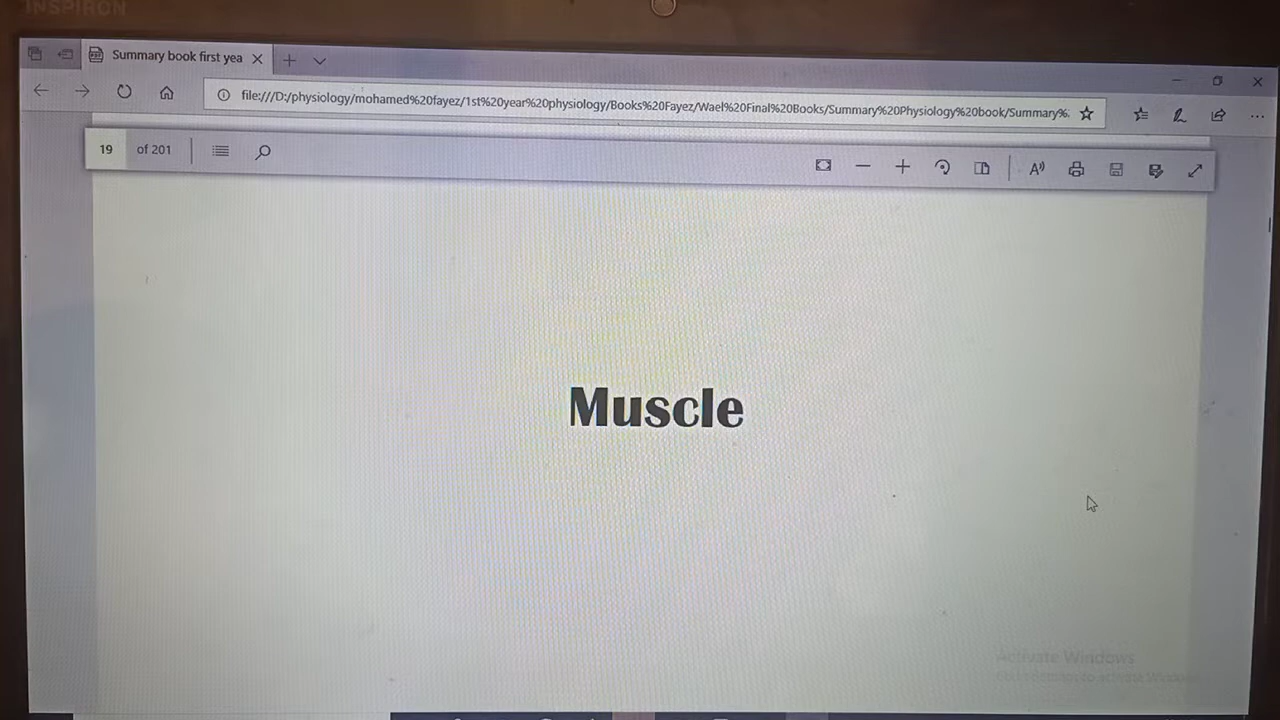 INSPIRON
Summary book first yea
file:///D:/physiology/mohamed%20fayez/1st%20year%20physiology/Books%20Fayez/Wael%20Final%20Books/Summary%20Physiology%20book/Summary%
19 of 201
A
Muscle
Activate Windows